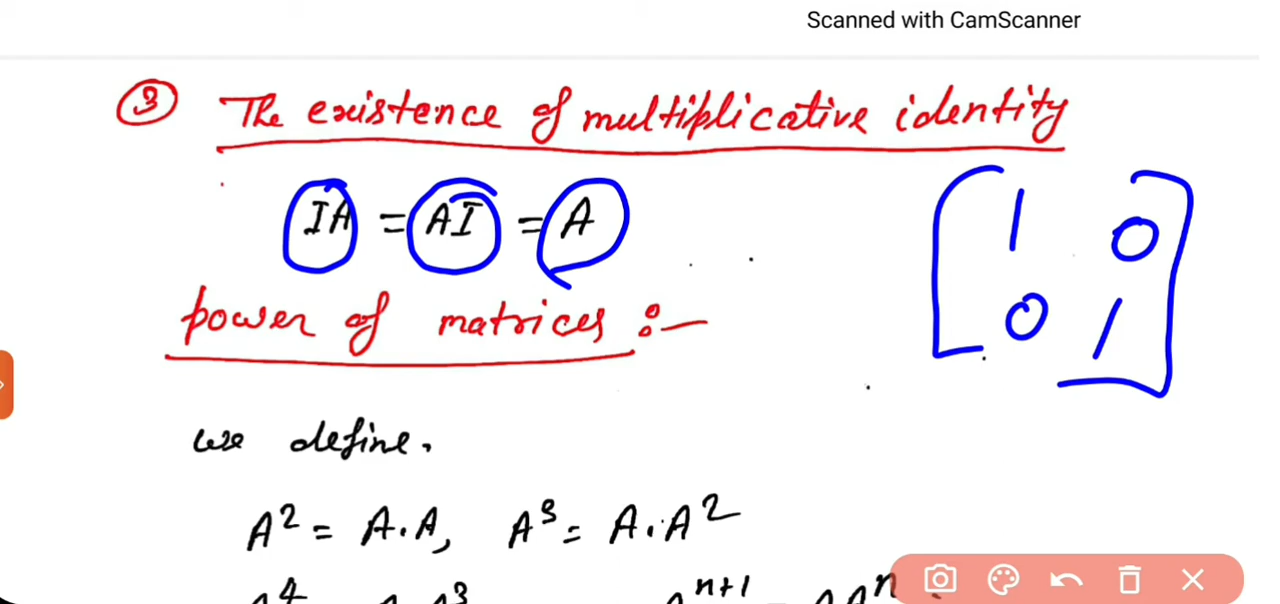 Scanned with CamScanner
③ The existence of multiplicative identity
IA = AI = A
[1 0
0 1]
power of matrices :-
we define.
A² = A.A, A³ = A.A²